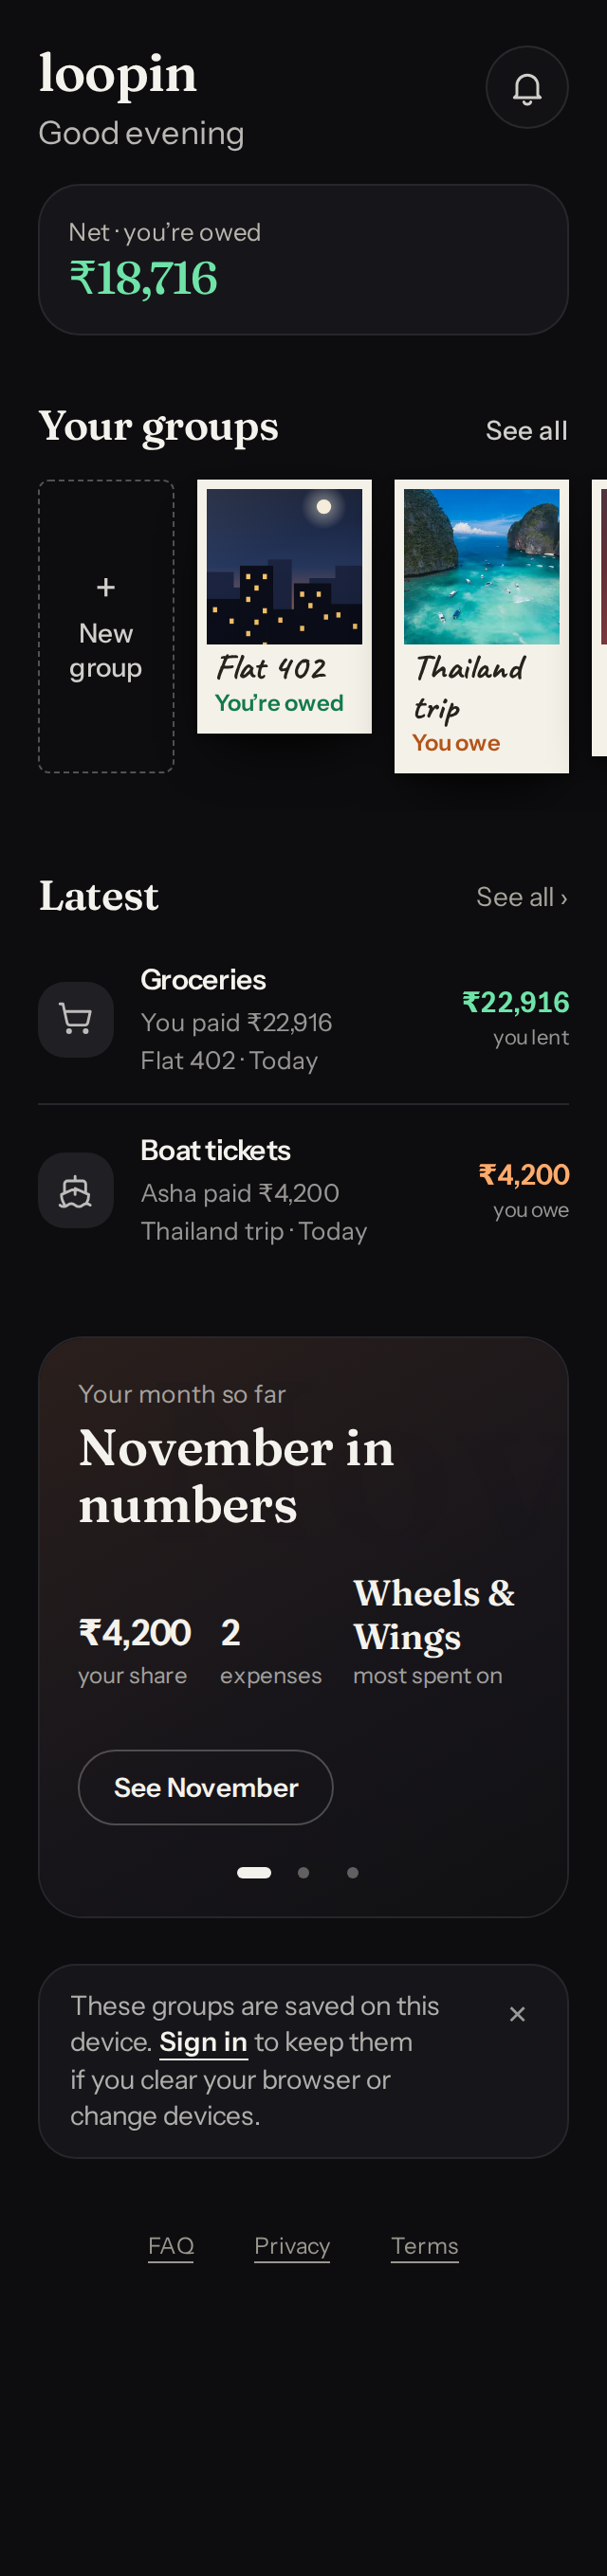 loopin
Good evening
Net · you’re owed
₹18,716
Your groups
See all
+
New
group
Flat 402
You’re owed
Thailand
trip
You owe
Latest
See all ›
Groceries
You paid ₹22,916
Flat 402 · Today
₹22,916
you lent
Boat tickets
Asha paid ₹4,200
Thailand trip · Today
₹4,200
you owe
Your month so far
November in
numbers
₹4,200
your share
2
expenses
Wheels &
Wings
most spent on
See November
These groups are saved on this
device. Sign in to keep them
if you clear your browser or
change devices.
×
FAQ
Privacy
Terms